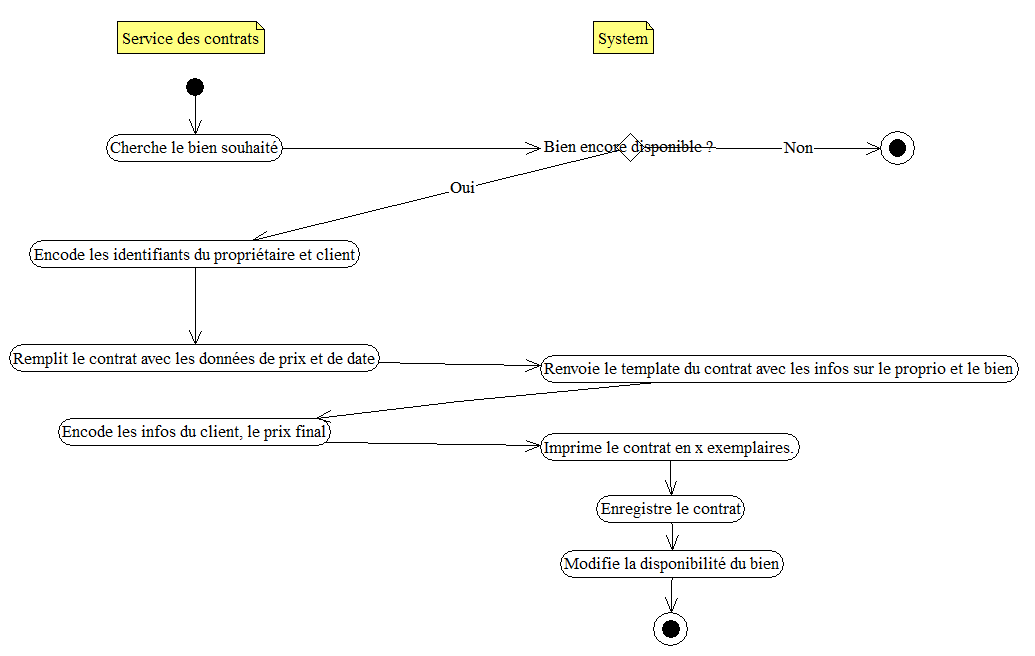 Service des contrats
System
Cherche le bien souhaité
Bien encore disponible ?
Non
Oui
Encode les identifiants du propriétaire et client
Remplit le contrat avec les données de prix et de date
Renvoie le template du contrat avec les infos sur le proprio et le bien
Encode les infos du client, le prix final
Imprime le contrat en x exemplaires.
Enregistre le contrat
Modifie la disponibilité du bien